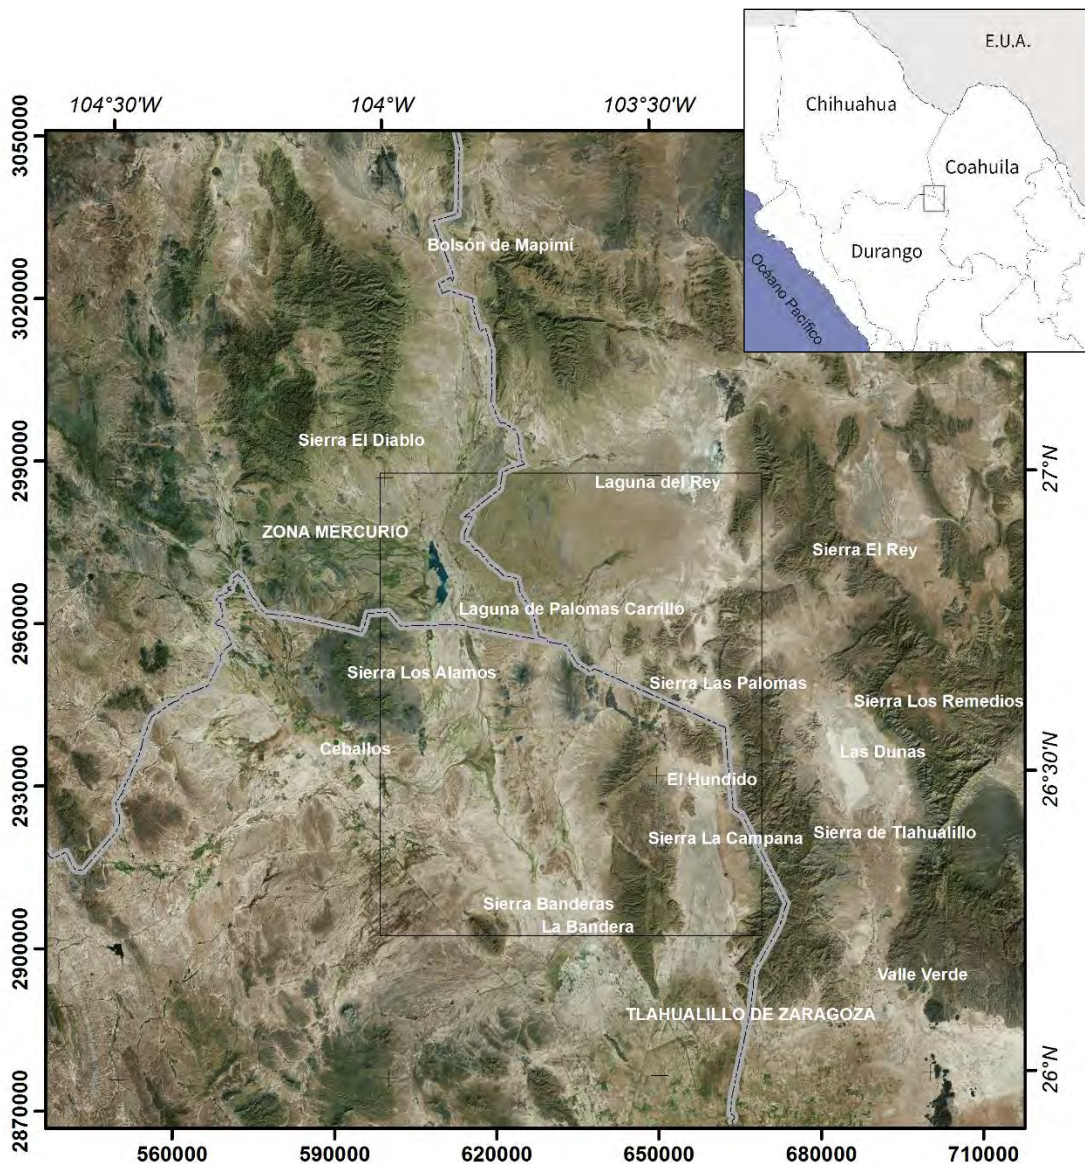 E.U.A.
Chihuahua
Coahuila
Durango
Océano Pacífico
104°30'W
104°W
103°30'W
3050000
3020000
2990000
2960000
2930000
2900000
2870000
27°N
26°30'N
26°N
Bolsón de Mapimí
Sierra El Diablo
Laguna del Rey
ZONA MERCURIO
Sierra El Rey
Laguna de Palomas Carrillo
Sierra Los Alamos
Sierra Las Palomas
Sierra Los Remedios
Ceballos
Las Dunas
El Hundido
Sierra La Campana
Sierra de Tlahualillo
Sierra Banderas
La Bandera
Valle Verde
TLAHUALILLO DE ZARAGOZA
560000
590000
620000
650000
680000
710000